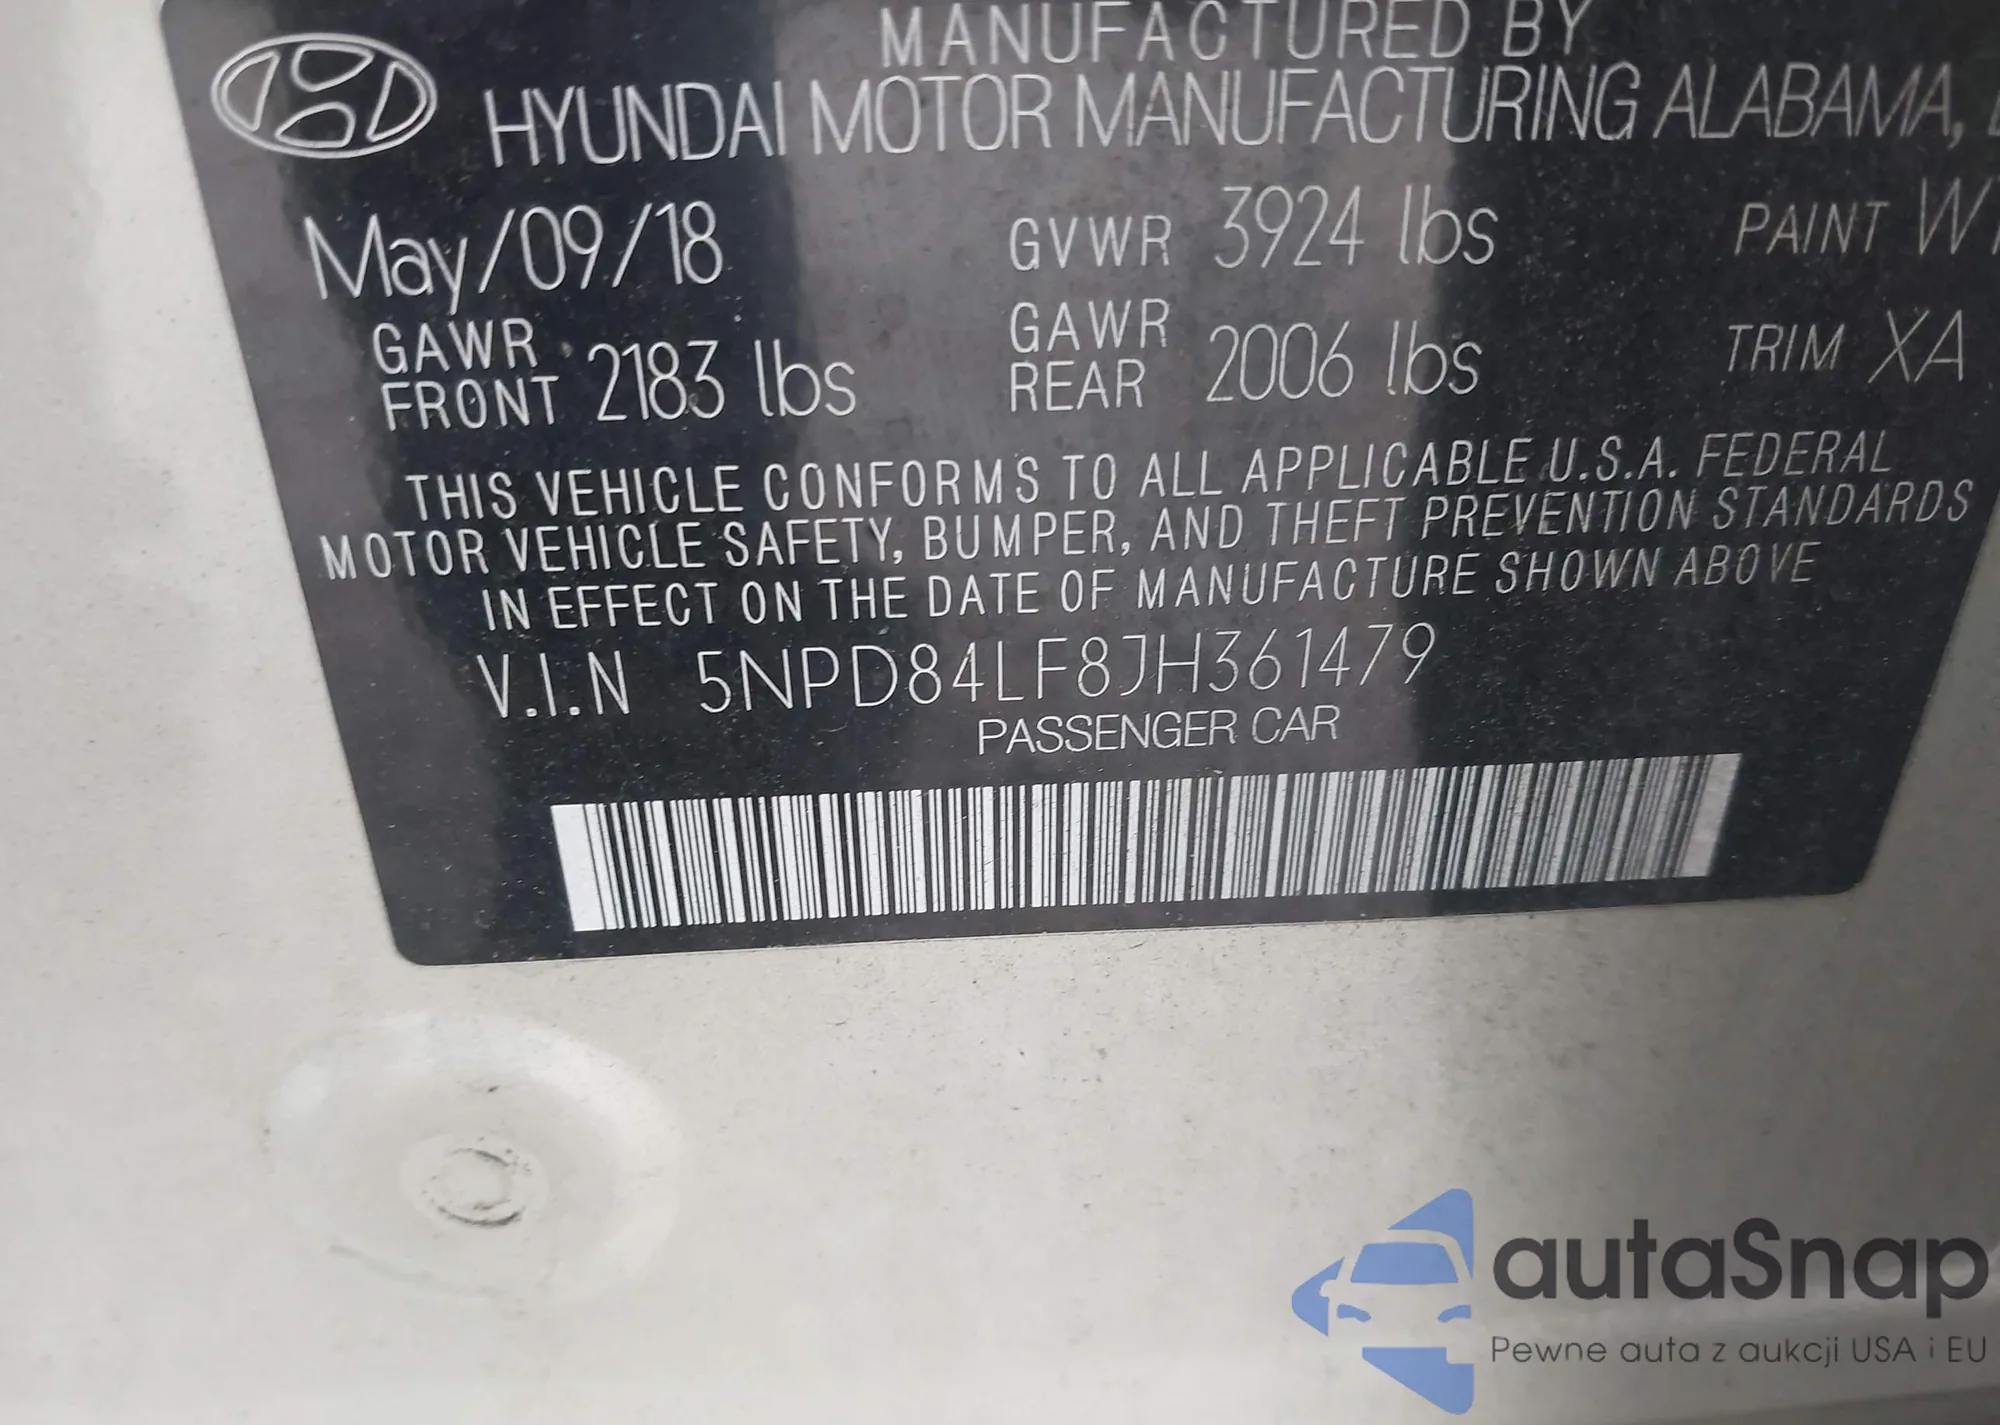 MANUFACTURED BY
HYUNDAI MOTOR MANUFACTURING ALABAMA,
May/09/18 GVWR 3924 lbs PAINT
GAWR FRONT 2183 lbs GAWR REAR 2006 lbs TRIM XA
THIS VEHICLE CONFORMS TO ALL APPLICABLE U.S.A. FEDERAL
MOTOR VEHICLE SAFETY, BUMPER, AND THEFT PREVENTION STANDARDS
IN EFFECT ON THE DATE OF MANUFACTURE SHOWN ABOVE
V.I.N 5NPD84LF8JH361479
PASSENGER CAR
autaSnap
Pewne auta z aukcji USA i EU